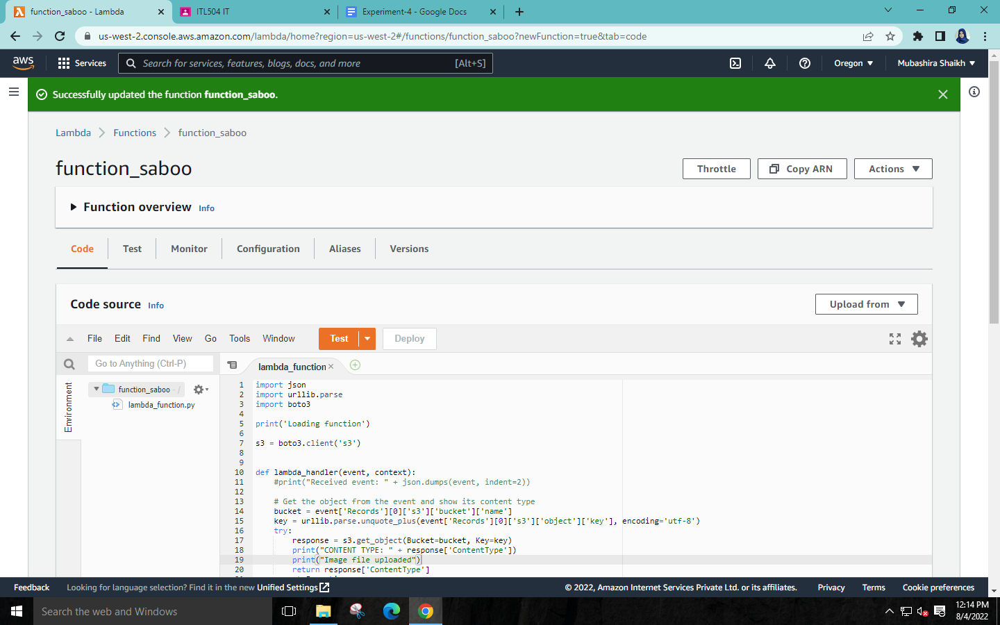 function_saboo - Lambda
ITL504 IT
Experiment-4 - Google Docs
us-west-2.console.aws.amazon.com/lambda/home?region=us-west-2#/functions/function_saboo?newFunction=true&tab=code
aws
Services
Search for services, features, blogs, docs, and more
[Alt+S]
Oregon
Mubashira Shaikh
Successfully updated the function function_saboo.
Lambda
Functions
function_saboo
function_saboo
Throttle
Copy ARN
Actions
Function overview Info
Code
Test
Monitor
Configuration
Aliases
Versions
Code source Info
Upload from
File Edit Find View Go Tools Window
Test
Deploy
Go to Anything (Ctrl-P)
lambda_function
Environment
function_saboo - /
lambda_function.py
1 import json
2 import urllib.parse
3 import boto3
4
5 print('Loading function')
6
7 s3 = boto3.client('s3')
8
9
10 def lambda_handler(event, context):
11 #print("Received event: " + json.dumps(event, indent=2))
12
13 # Get the object from the event and show its content type
14 bucket = event['Records'][0]['s3']['bucket']['name']
15 key = urllib.parse.unquote_plus(event['Records'][0]['s3']['object']['key'], encoding='utf-8')
16 try:
17 response = s3.get_object(Bucket=bucket, Key=key)
18 print("CONTENT TYPE: " + response['ContentType'])
19 print("Image file uploaded")
20 return response['ContentType']
Feedback
Looking for language selection? Find it in the new Unified Settings
© 2022, Amazon Internet Services Private Ltd. or its affiliates.
Privacy
Terms
Cookie preferences
Search the web and Windows
12:14 PM
8/4/2022